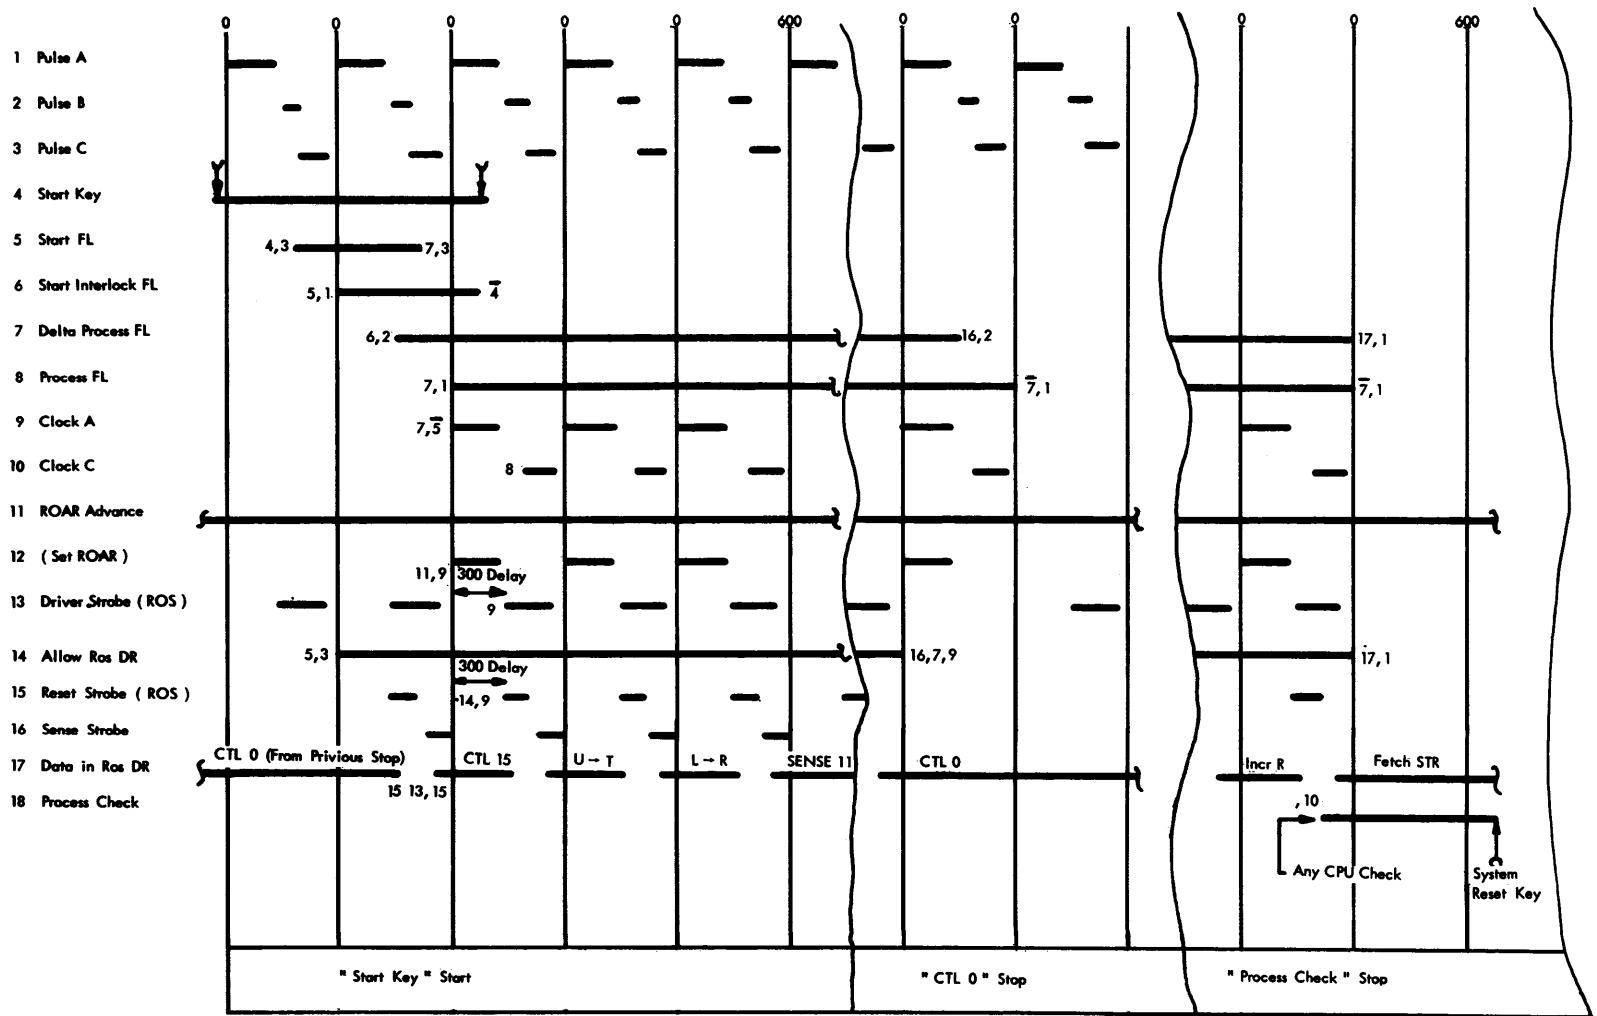 0 0 0 0 0 600 0 0 0 0 600
1 Pulse A
2 Pulse B
3 Pulse C
4 Start Key
5 Start FL 4,3 7,3
6 Start Interlock FL 5,1 4̅
7 Delta Process FL 6,2 16,2 17,1
8 Process FL 7,1 7̅,1 7̅,1
9 Clock A 7,5̅
10 Clock C 8
11 ROAR Advance
12 (Set ROAR)
11,9 300 Delay
13 Driver Strobe (ROS) 9
14 Allow Ros DR 5,3 16,7,9 17,1
300 Delay
15 Reset Strobe (ROS) 14,9
16 Sense Strobe
CTL 0 (From Privious Stop) CTL 15 U → T L → R SENSE 11 CTL 0 Incr R Fetch STR
17 Data in Ros DR
15 13,15
18 Process Check , 10
Any CPU Check
System
Reset Key
" Start Key " Start " CTL 0 " Stop " Process Check " Stop